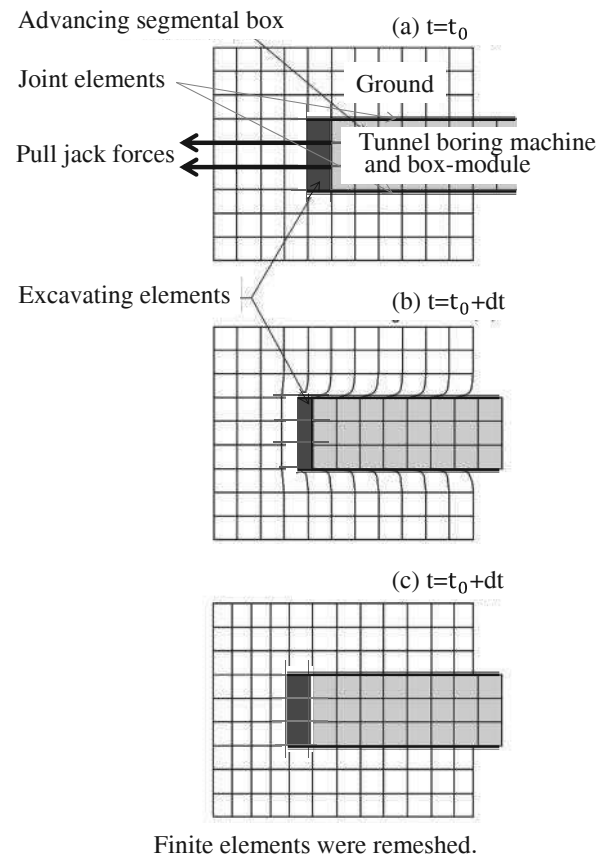 Advancing segmental box
(a) t=t₀
Joint elements
Ground
Pull jack forces
Tunnel boring machine
and box-module
Excavating elements
(b) t=t₀+dt
(c) t=t₀+dt
Finite elements were remeshed.